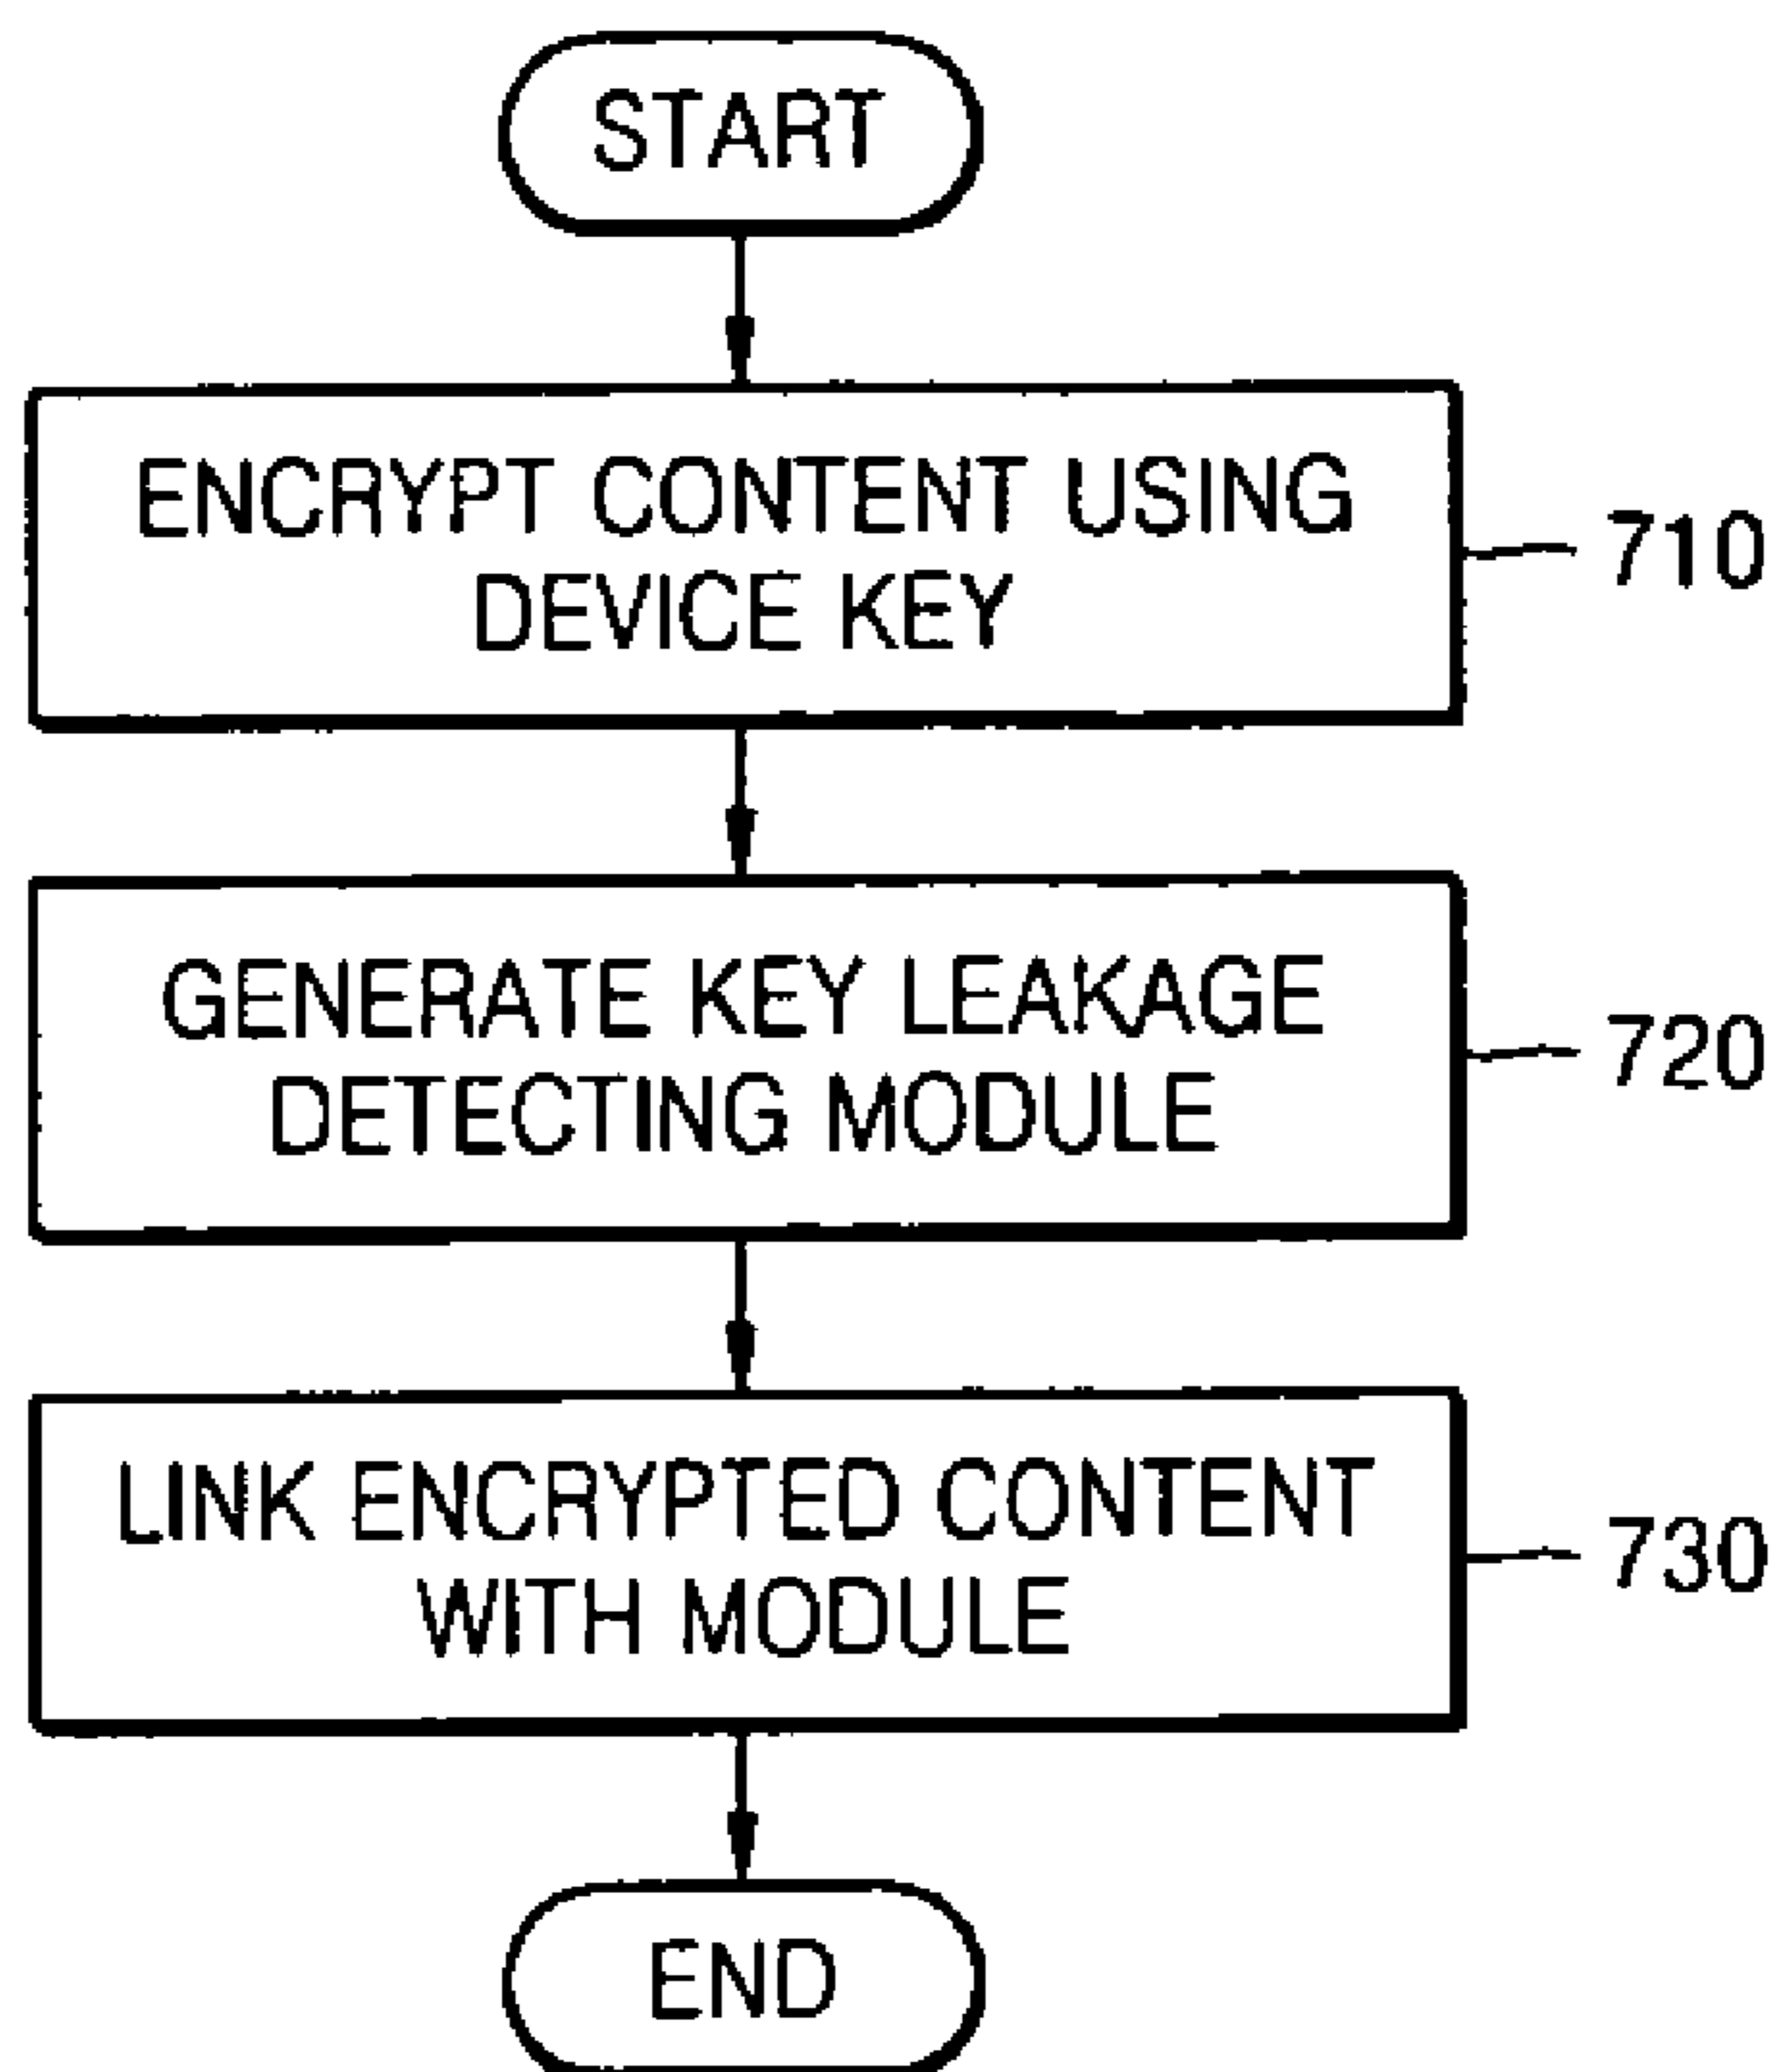 START
ENCRYPT CONTENT USING
DEVICE KEY
710
GENERATE KEY LEAKAGE
DETECTING MODULE
720
LINK ENCRYPTED CONTENT
WITH MODULE
730
END